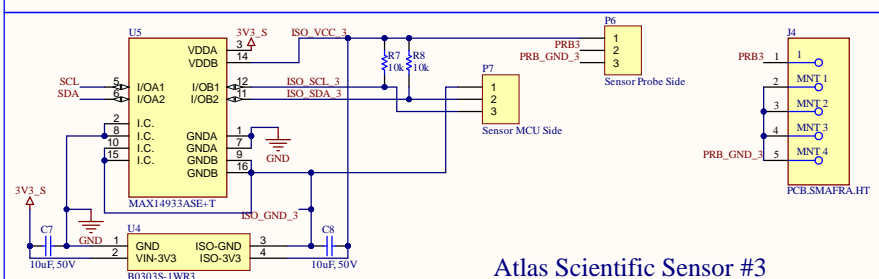 U5
3V3_S
ISO_VCC_3
P6
J4
VDDA 3
VDDB 14
PRB3 1
PRB_GND_3 2
3
Sensor Probe Side
R7
10k
R8
10k
P7
1
2
3
Sensor MCU Side
SCL 5 I/OA1
SDA 6 I/OA2
I/OB1 12 ISO_SCL_3
I/OB2 11 ISO_SDA_3
2 I.C.
8 I.C.
10 I.C.
15 I.C.
GNDA 1
GNDA 7
GNDB 9
GNDB 16
GND
MAX14933ASE+T
PRB3 1 1
2 MNT 1
3 MNT 2
4 MNT 3
PRB_GND_3 5 MNT 4
PCB.SMAFRA.HT
3V3_S
GND
ISO_GND_3
C7
10uF, 50V
U4
1 GND
2 VIN-3V3
ISO-GND 3
ISO-3V3 4
B0303S-1WR3
C8
10uF, 50V
Atlas Scientific Sensor #3